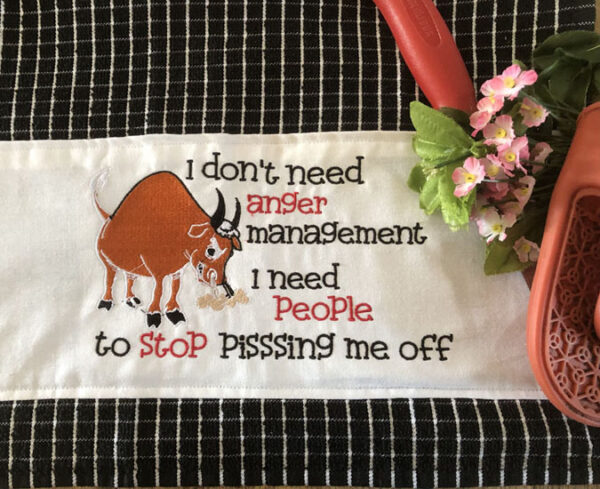 I don't need
anger
management
I need
PeoPle
to StoP Pisssing me off